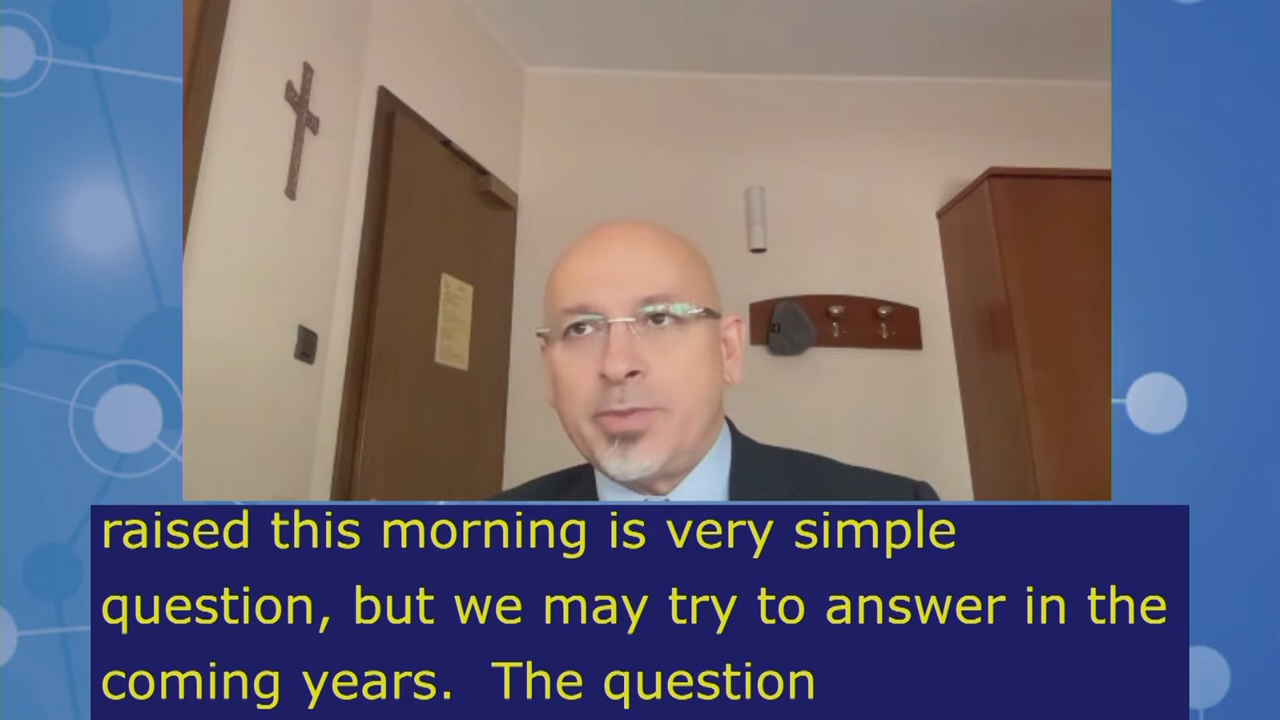 raised this morning is very simple
question, but we may try to answer in the
coming years.  The question